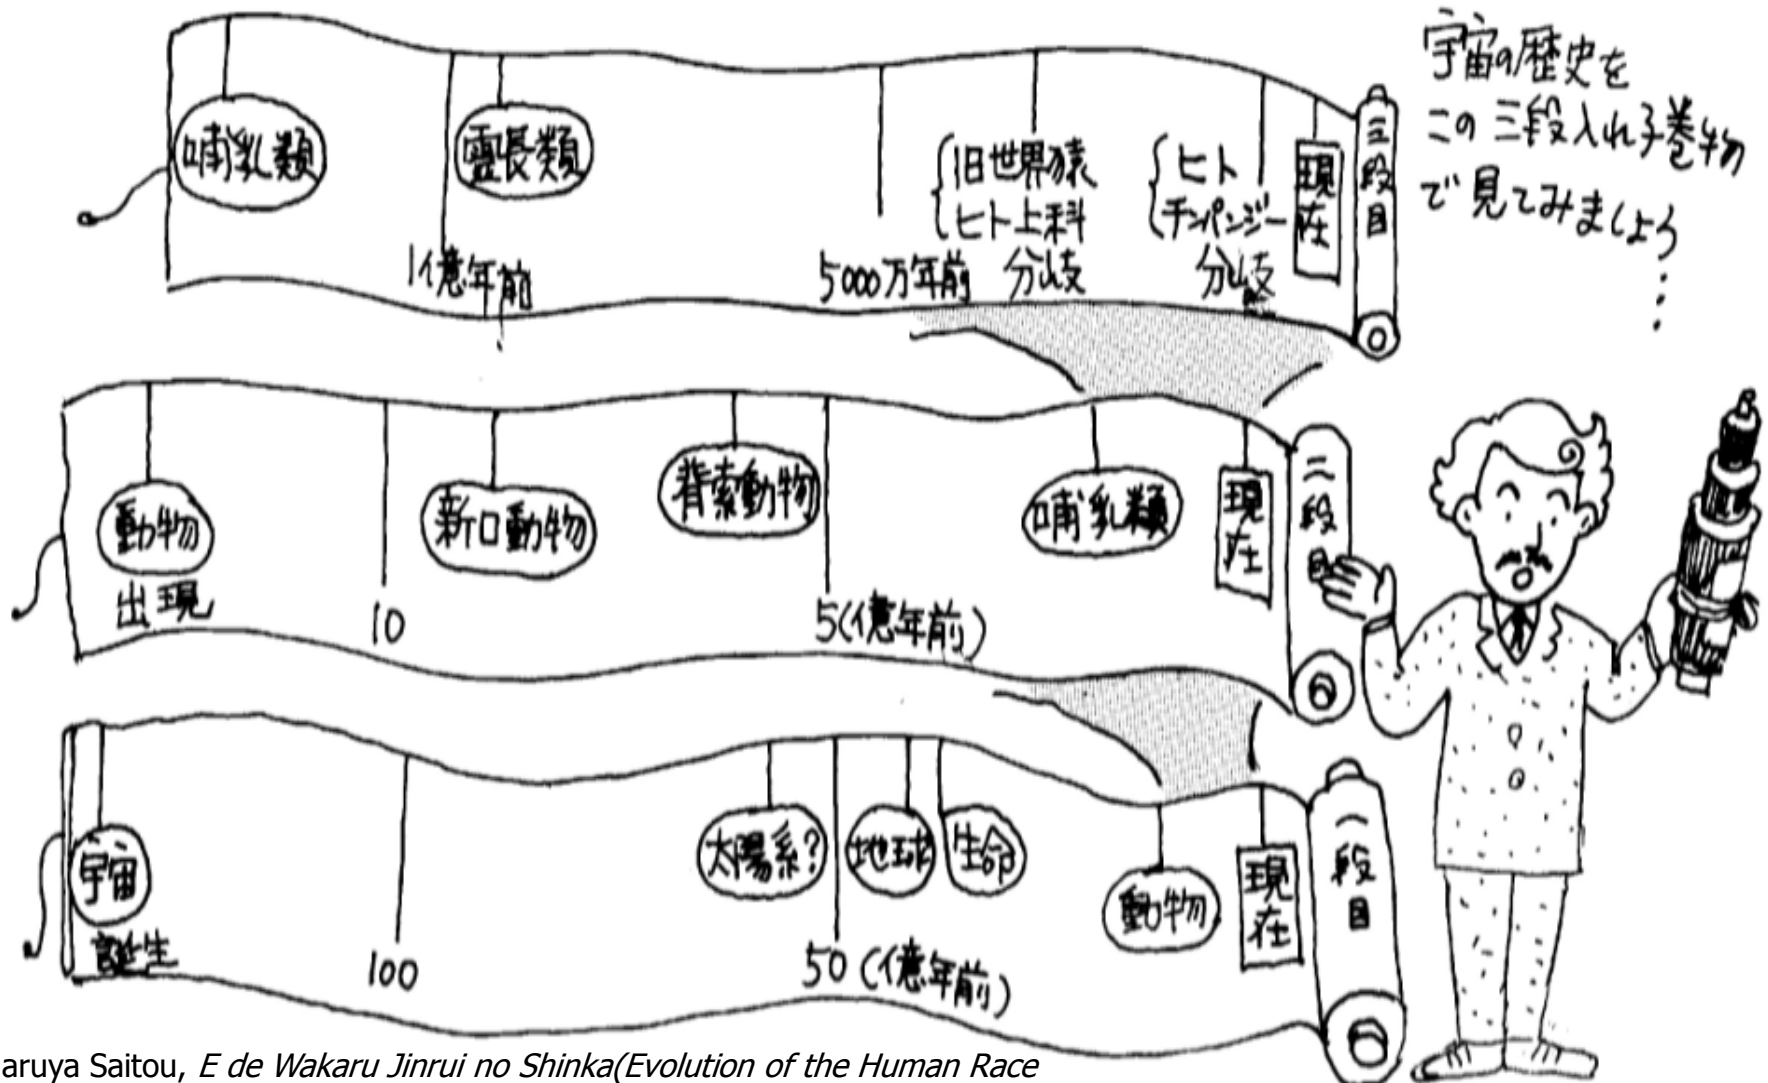 宇宙の歴史を
この三段入れ子巻物
で見てみましょう
⋮
哺乳類
1億年前
霊長類
5000万年前
旧世界猿
ヒト上科
分岐
ヒト
チンパンジー
分岐
現在
三段目
動物
出現
10
新口動物
背索動物
5(億年前)
哺乳類
現在
二段目
宇宙
誕生
100
太陽系?
50(億年前)
地球
生命
動物
現在
一段目
aruya Saitou, E de Wakaru Jinrui no Shinka(Evolution of the Human Race